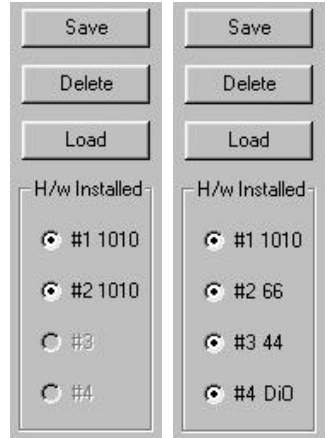 Save
Delete
Load
H/w Installed
#1 1010
#2 1010
#3
#4
Save
Delete
Load
H/w Installed
#1 1010
#2 66
#3 44
#4 DiO